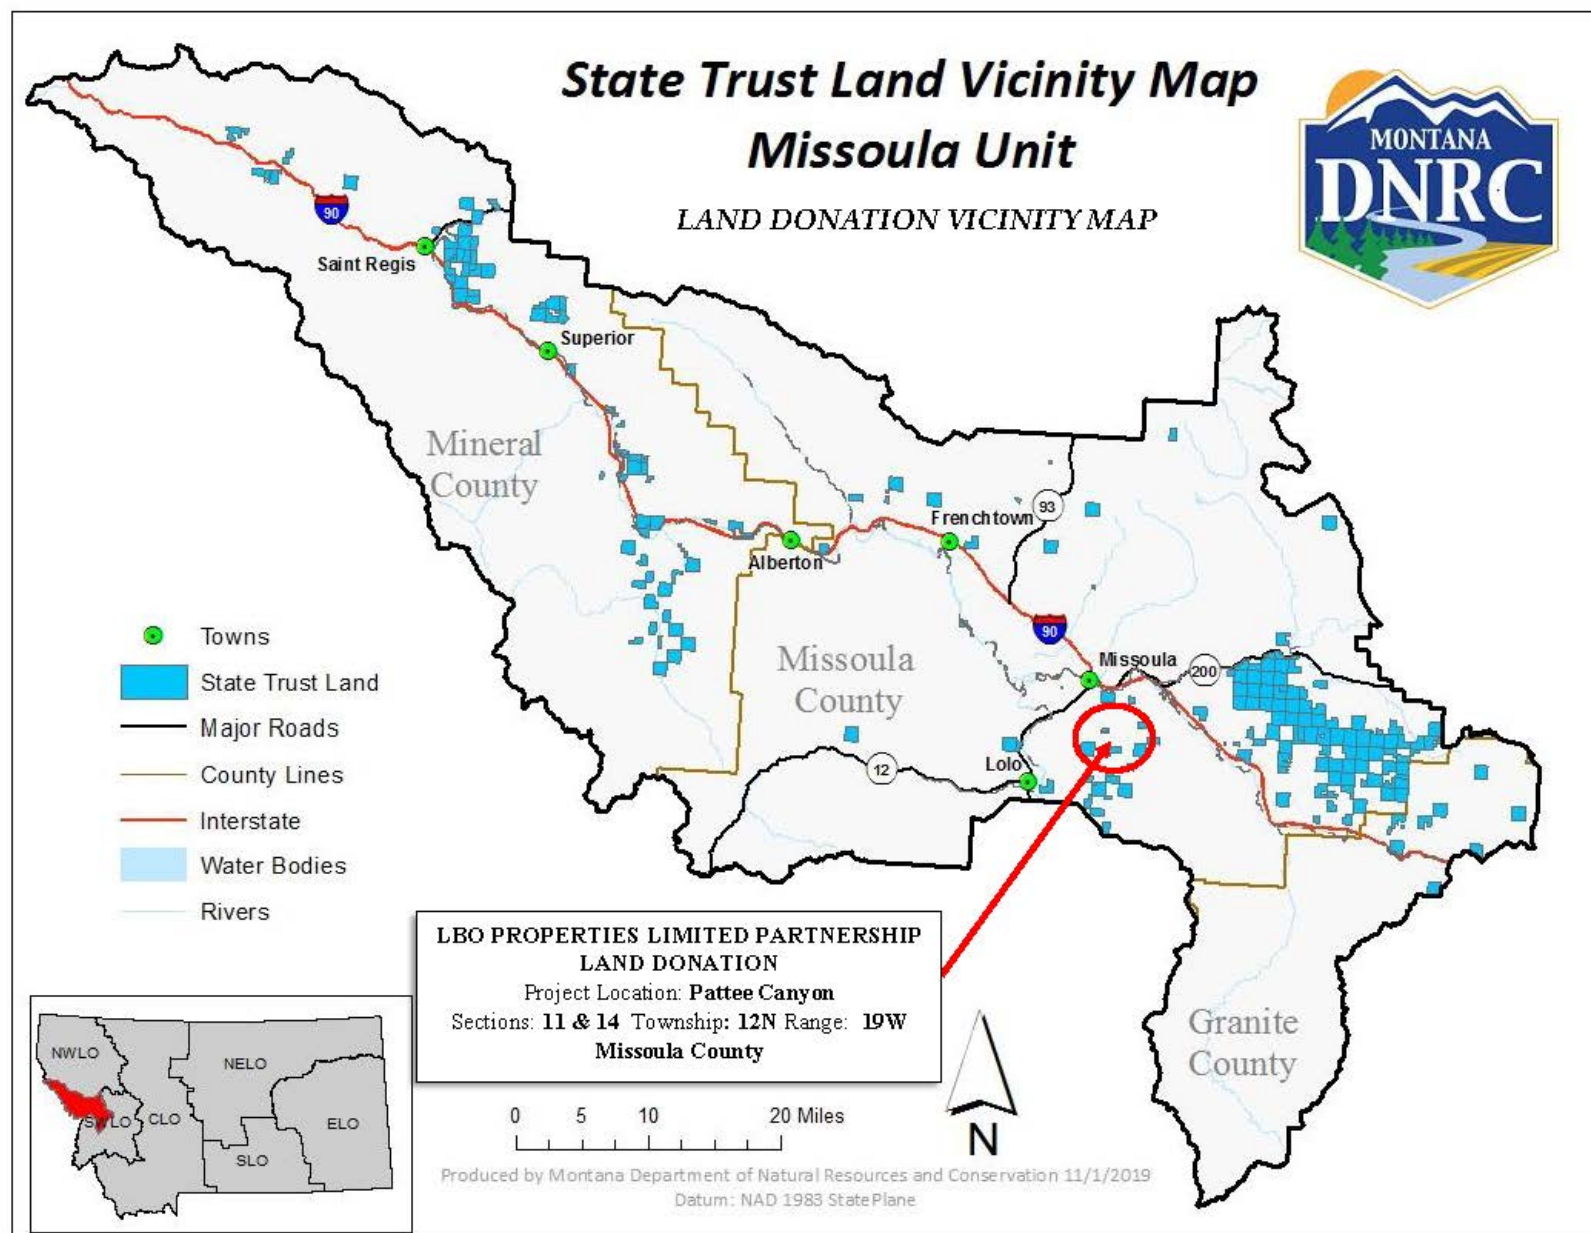 State Trust Land Vicinity Map
Missoula Unit
LAND DONATION VICINITY MAP
MONTANA
DNRC
90
Saint Regis
Superior
Mineral
County
93
Frenchtown
Alberton
90
Missoula
200
Missoula
County
12
Lolo
Granite
County
Towns
State Trust Land
Major Roads
County Lines
Interstate
Water Bodies
Rivers
LBO PROPERTIES LIMITED PARTNERSHIP
LAND DONATION
Project Location: Pattee Canyon
Sections: 11 & 14 Township: 12N Range: 19W
Missoula County
NWLO
SWLO
CLO
NELO
SLO
ELO
0 5 10 20 Miles
N
Produced by Montana Department of Natural Resources and Conservation 11/1/2019
Datum: NAD 1983 StatePlane